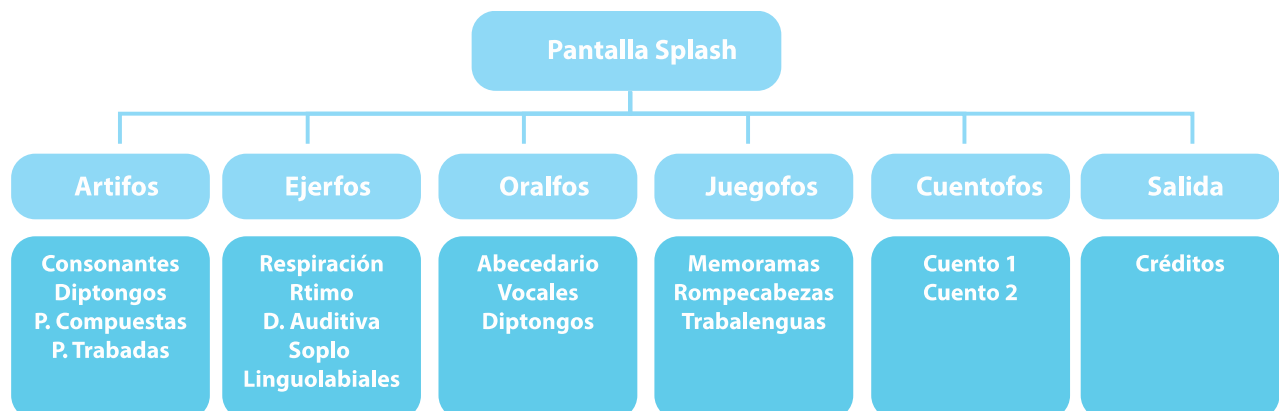 Pantalla Splash
Artifos
Ejerfos
Oralfos
Juegofos
Cuentofos
Salida
Consonantes
Diptongos
P. Compuestas
P. Trabadas
Respiración
Rtimo
D. Auditiva
Soplo
Linguolabiales
Abecedario
Vocales
Diptongos
Memoramas
Rompecabezas
Trabalenguas
Cuento 1
Cuento 2
Créditos